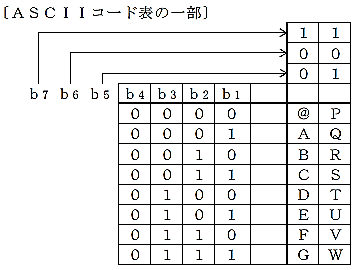 〔ＡＳＣＩＩコード表の一部〕
1 1
0 0
0 1
ｂ7 ｂ6 ｂ5 ｂ4 ｂ3 ｂ2 ｂ1
0 0 0 0 @ P
0 0 0 1 A Q
0 0 1 0 B R
0 0 1 1 C S
0 1 0 0 D T
0 1 0 1 E U
0 1 1 0 F V
0 1 1 1 G W